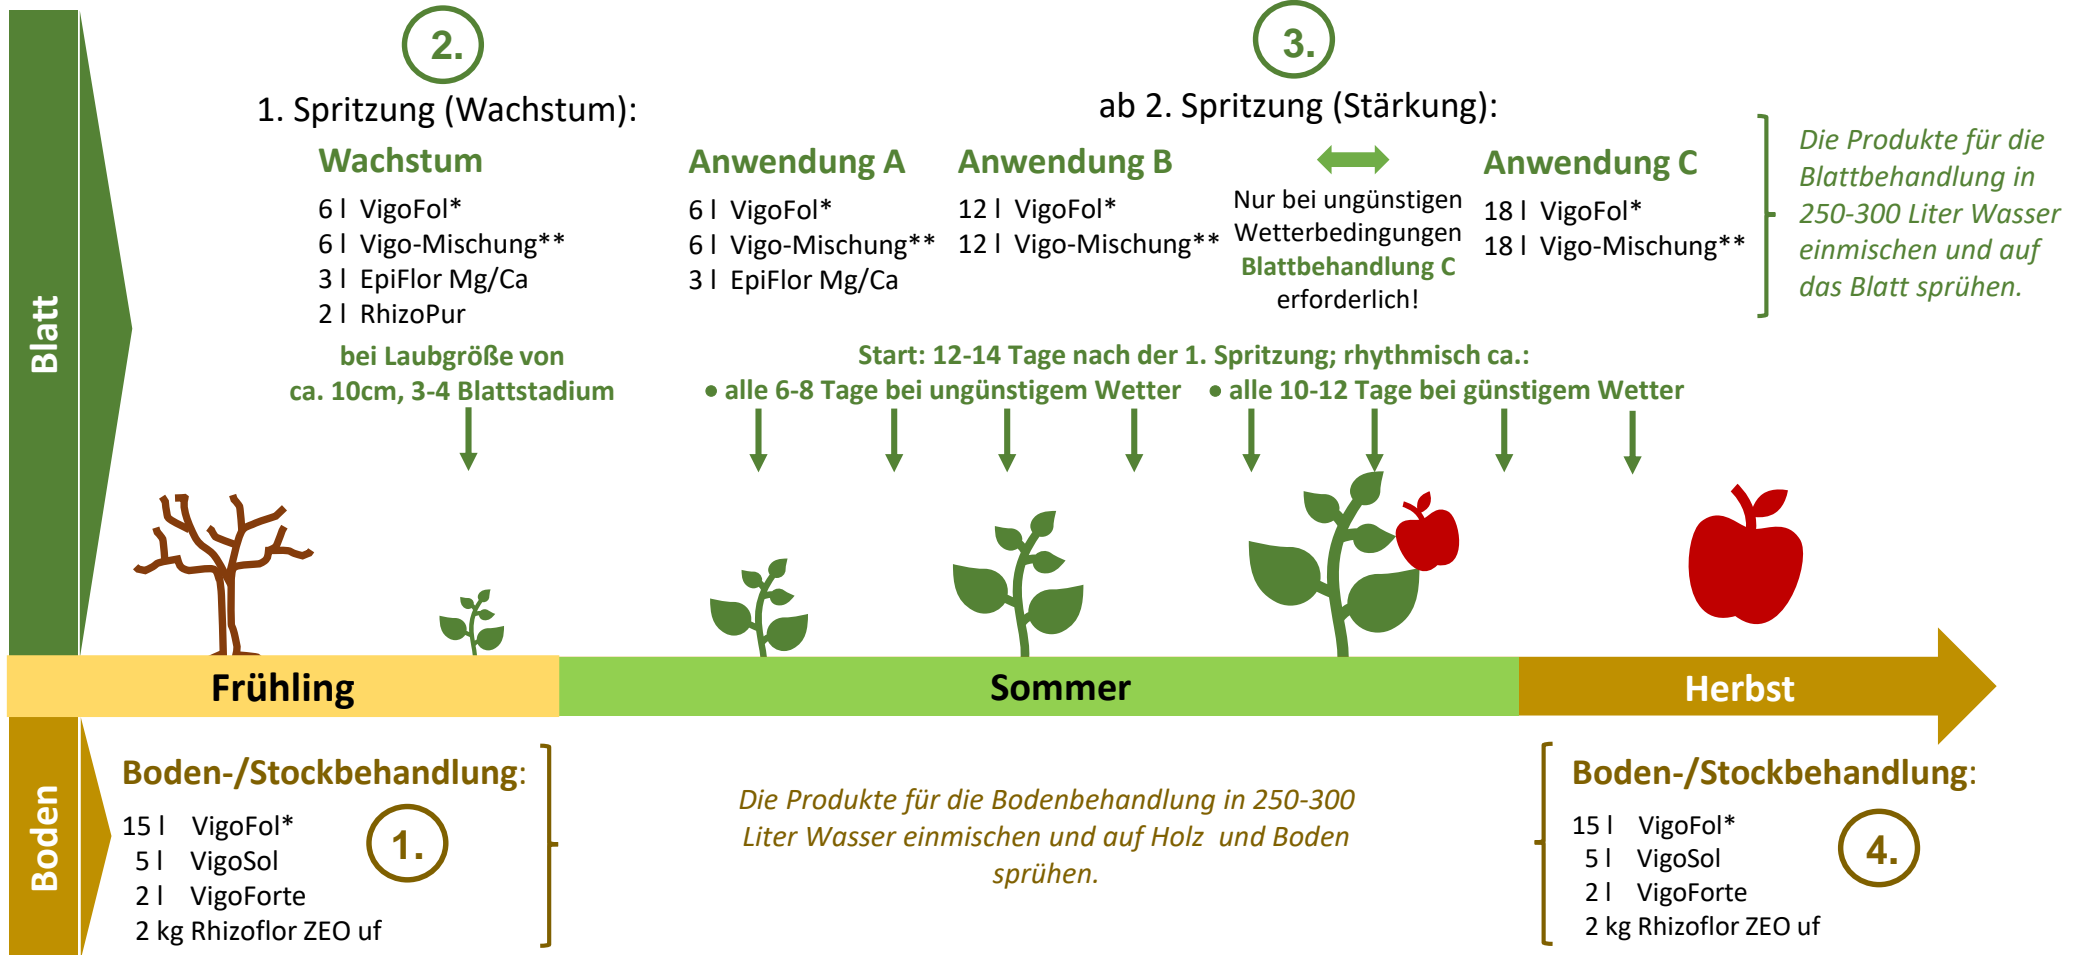 Blatt
2.
1. Spritzung (Wachstum):
Wachstum
6 l VigoFol*
6 l Vigo-Mischung**
3 l EpiFlor Mg/Ca
2 l RhizoPur
bei Laubgröße von
ca. 10cm, 3-4 Blattstadium
3.
ab 2. Spritzung (Stärkung):
Anwendung A
6 l VigoFol*
6 l Vigo-Mischung**
3 l EpiFlor Mg/Ca
Anwendung B
12 l VigoFol*
12 l Vigo-Mischung**
Nur bei ungünstigen
Wetterbedingungen
Blattbehandlung C
erforderlich!
Anwendung C
18 l VigoFol*
18 l Vigo-Mischung**
Die Produkte für die
Blattbehandlung in
250-300 Liter Wasser
einmischen und auf
das Blatt sprühen.
Start: 12-14 Tage nach der 1. Spritzung; rhythmisch ca.:
• alle 6-8 Tage bei ungünstigem Wetter • alle 10-12 Tage bei günstigem Wetter
Frühling
Sommer
Herbst
Boden
Boden-/Stockbehandlung:
15 l VigoFol*
5 l VigoSol
2 l VigoForte
2 kg Rhizoflor ZEO uf
1.
Die Produkte für die Bodenbehandlung in 250-300
Liter Wasser einmischen und auf Holz und Boden
sprühen.
Boden-/Stockbehandlung:
15 l VigoFol*
5 l VigoSol
2 l VigoForte
2 kg Rhizoflor ZEO uf
4.